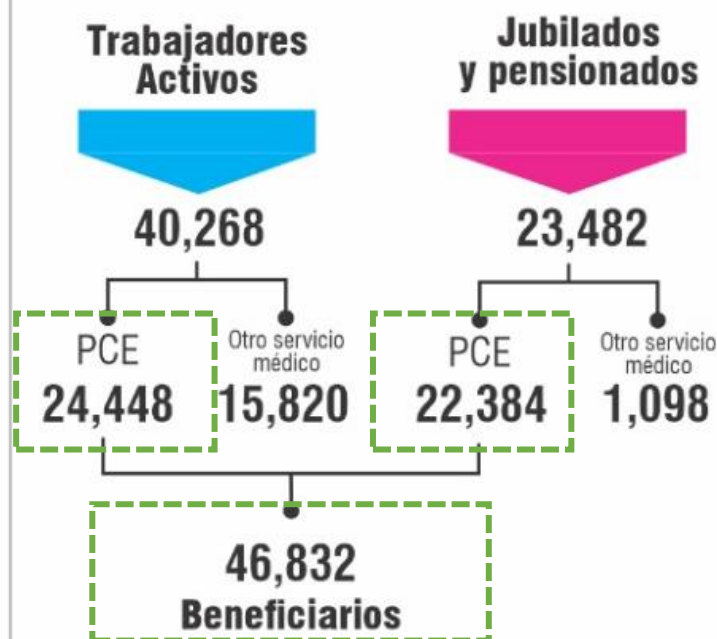 Trabajadores
Activos
40,268
PCE
24,448
Otro servicio
médico
15,820
Jubilados
y pensionados
23,482
PCE
22,384
Otro servicio
médico
1,098
46,832
Beneficiarios